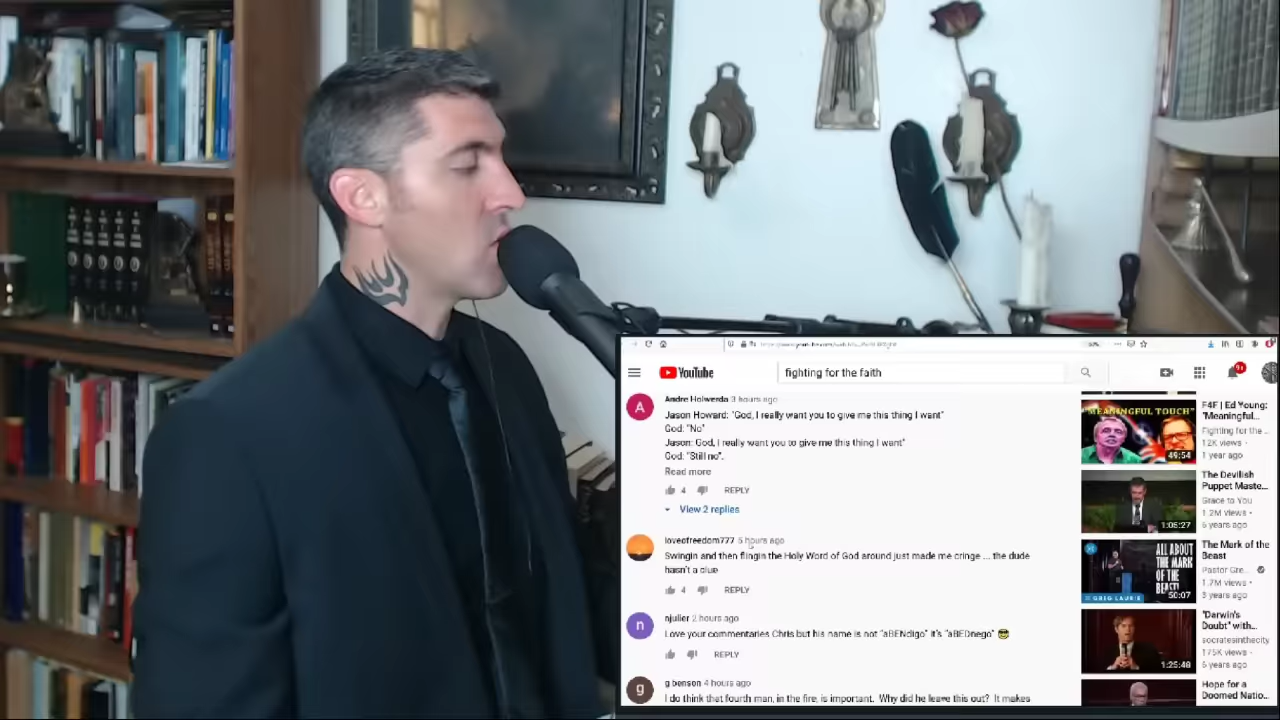 YouTube
fighting for the faith
9+
Andre Holwerda 3 hours ago
Jason Howard: "God, I really want you to give me this thing I want"
God: "No"
Jason: God, I really want you to give me this thing I want"
God: "Still no".
Read more
4 REPLY
View 2 replies
loveofreedom777 5 hours ago
Swingin and then flingin the Holy Word of God around just made me cringe ... the dude
hasn't a clue
4 REPLY
njulier 2 hours ago
Love your commentaries Chris but his name is not "aBENdigo" it's "aBEDnego" 😎
REPLY
g benson 4 hours ago
I do think that fourth man, in the fire, is important. Why did he leave this out? It makes
"MEANINGFUL TOUCH"
49:54
F4F | Ed Young:
"Meaningful...
Fighting for the ...
12K views -
1 year ago
1:05:27
The Devilish
Puppet Maste...
Grace to You
1.2M views -
6 years ago
ALL ABOUT
THE MARK
OF THE
BEAST!
GREG LAURIE
50:07
The Mark of the
Beast
Pastor Gre...
1.7M views -
3 years ago
1:25:48
"Darwin's
Doubt" with...
socratesinthecity
175K views -
6 years ago
Hope for a
Doomed Natio...